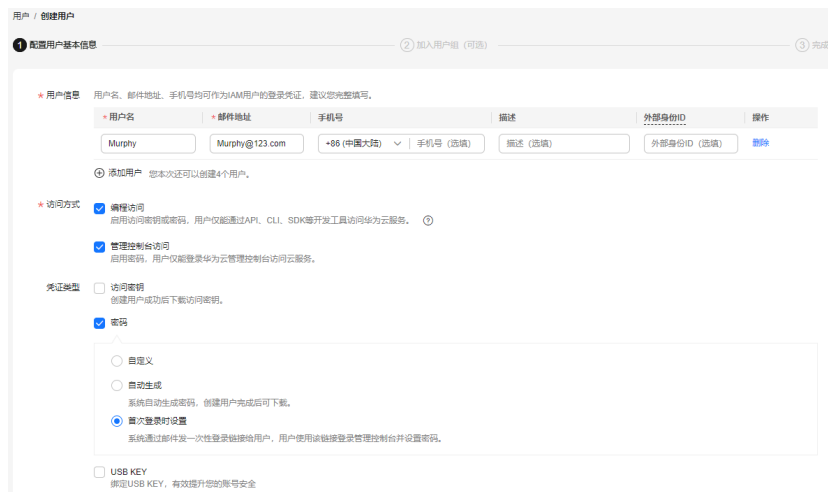 用户 / 创建用户
1 配置用户基本信息 2 加入用户组（可选） 3 完成
* 用户信息 用户名、邮件地址、手机号均可作为IAM用户的登录凭证，建议您完整填写。
* 用户名 * 邮件地址 手机号 描述 外部身份ID 操作
Murphy Murphy@123.com +86 (中国大陆) 手机号（选填） 描述（选填） 外部身份ID（选填） 删除
添加用户 您本次还可以创建4个用户。
* 访问方式 编程访问
启用访问密钥或密码，用户仅能通过API、CLI、SDK等开发工具访问华为云服务。 ?
管理控制台访问
启用密码，用户仅能登录华为云管理控制台访问云服务。
凭证类型 访问密钥
创建用户成功后下载访问密钥。
密码
自定义
自动生成
系统自动生成密码，创建用户完成后可下载。
首次登录时设置
系统通过邮件发一次性登录链接给用户，用户使用该链接登录管理控制台并设置密码。
USB KEY
绑定USB KEY，有效提升您的账号安全